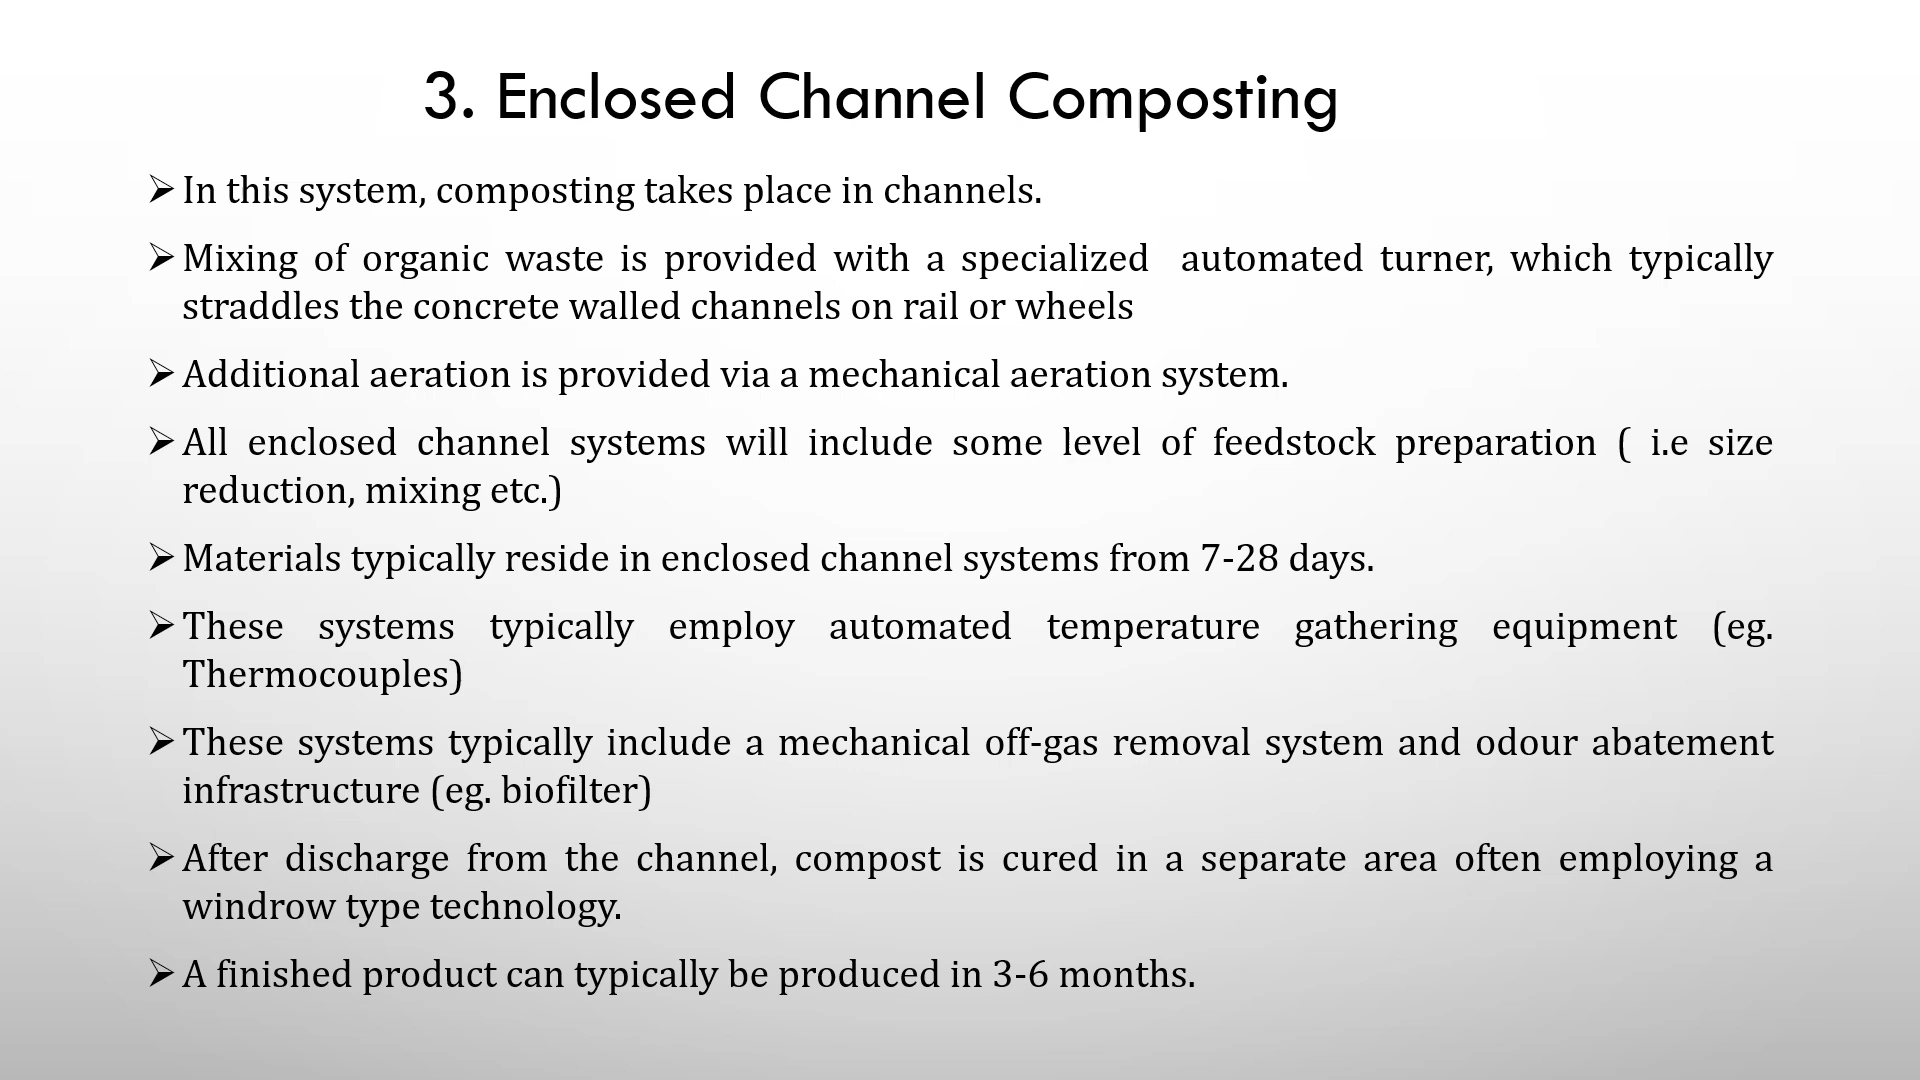 3. Enclosed Channel Composting
➢ In this system, composting takes place in channels.
➢ Mixing of organic waste is provided with a specialized automated turner, which typically
straddles the concrete walled channels on rail or wheels
➢ Additional aeration is provided via a mechanical aeration system.
➢ All enclosed channel systems will include some level of feedstock preparation ( i.e size
reduction, mixing etc.)
➢ Materials typically reside in enclosed channel systems from 7-28 days.
➢ These systems typically employ automated temperature gathering equipment (eg.
Thermocouples)
➢ These systems typically include a mechanical off-gas removal system and odour abatement
infrastructure (eg. biofilter)
➢ After discharge from the channel, compost is cured in a separate area often employing a
windrow type technology.
➢ A finished product can typically be produced in 3-6 months.